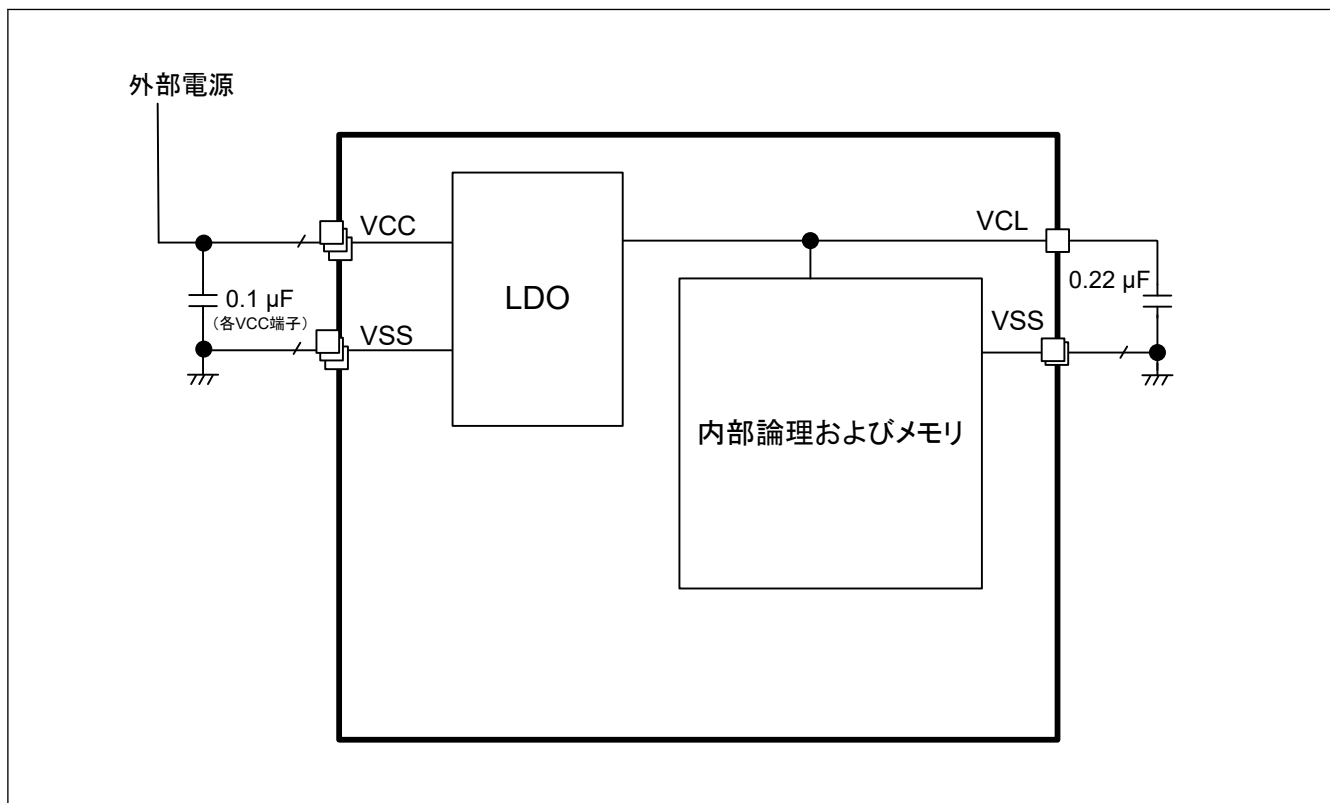 外部電源
VCC
VCL
LDO
0.1 µF
（各VCC端子）
0.22 µF
VSS
VSS
内部論理およびメモリ